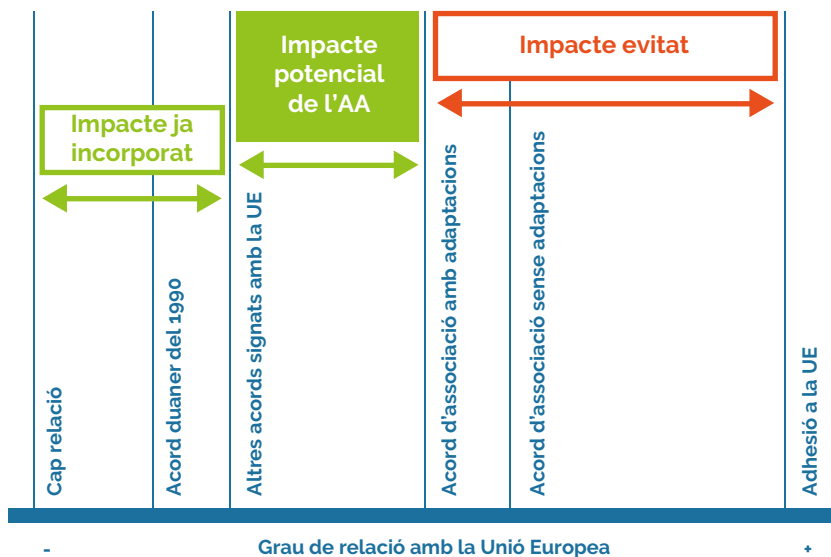 Impacte ja
incorporat
Impacte
potencial
de l’AA
Impacte evitat
Cap relació
Acord duaner del 1990
Altres acords signats amb la UE
Acord d’associació amb adaptacions
Acord d’associació sense adaptacions
Adhesió a la UE
- Grau de relació amb la Unió Europea +